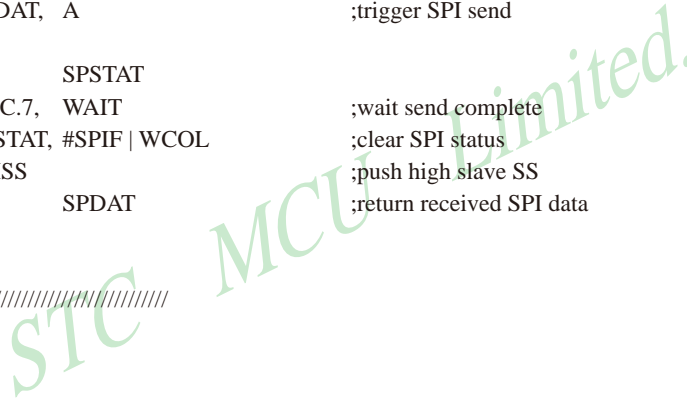 DAT, A ;trigger SPI send
SPSTAT
C.7, WAIT ;wait send complete
STAT, #SPIF | WCOL ;clear SPI status
SS ;push high slave SS
SPDAT ;return received SPI data
/////////////////////////
STC MCU Limited.